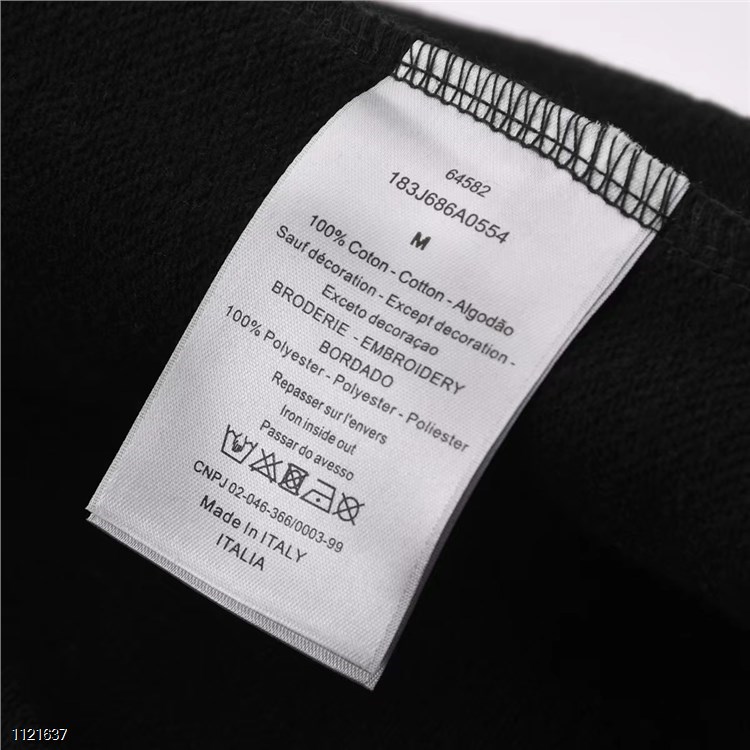 64582
183J686A0554
M
100% Coton - Cotton - Algodão
Sauf décoration - Except decoration -
Exceto decoraçao
BRODERIE - EMBROIDERY
BORDADO
100% Polyester - Polyester - Poliester
Repasser sur l'envers
Iron inside out
Passar do avesso
CNPJ 02-046-366/0003-99
Made In ITALY
ITALIA
1121637